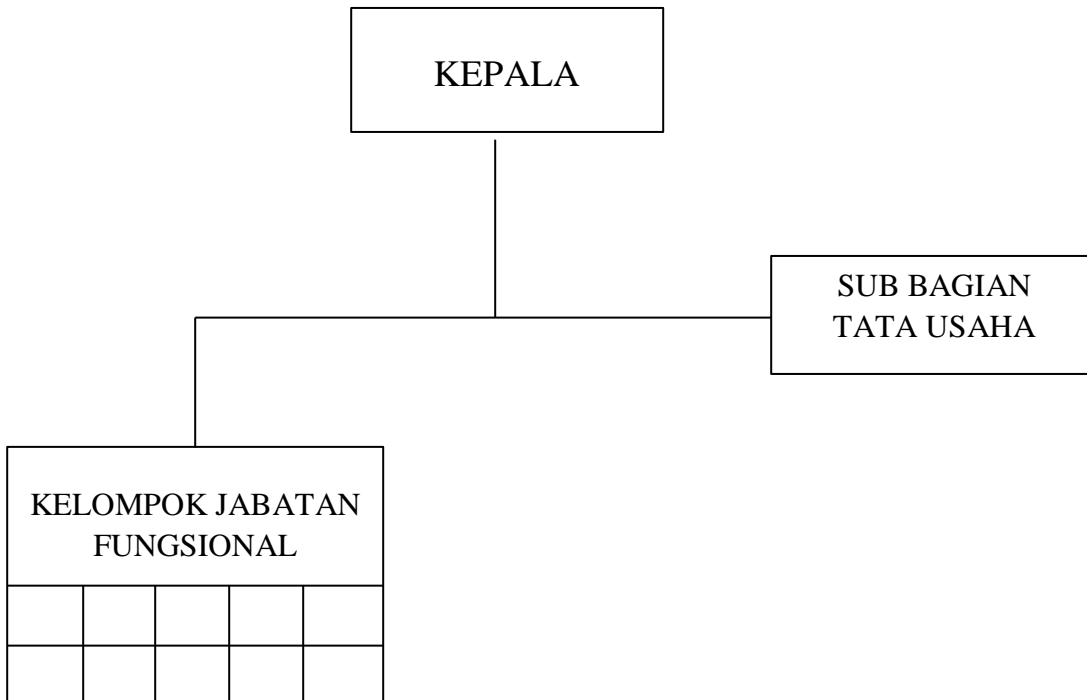 KEPALA
SUB BAGIAN
TATA USAHA
KELOMPOK JABATAN
FUNGSIONAL